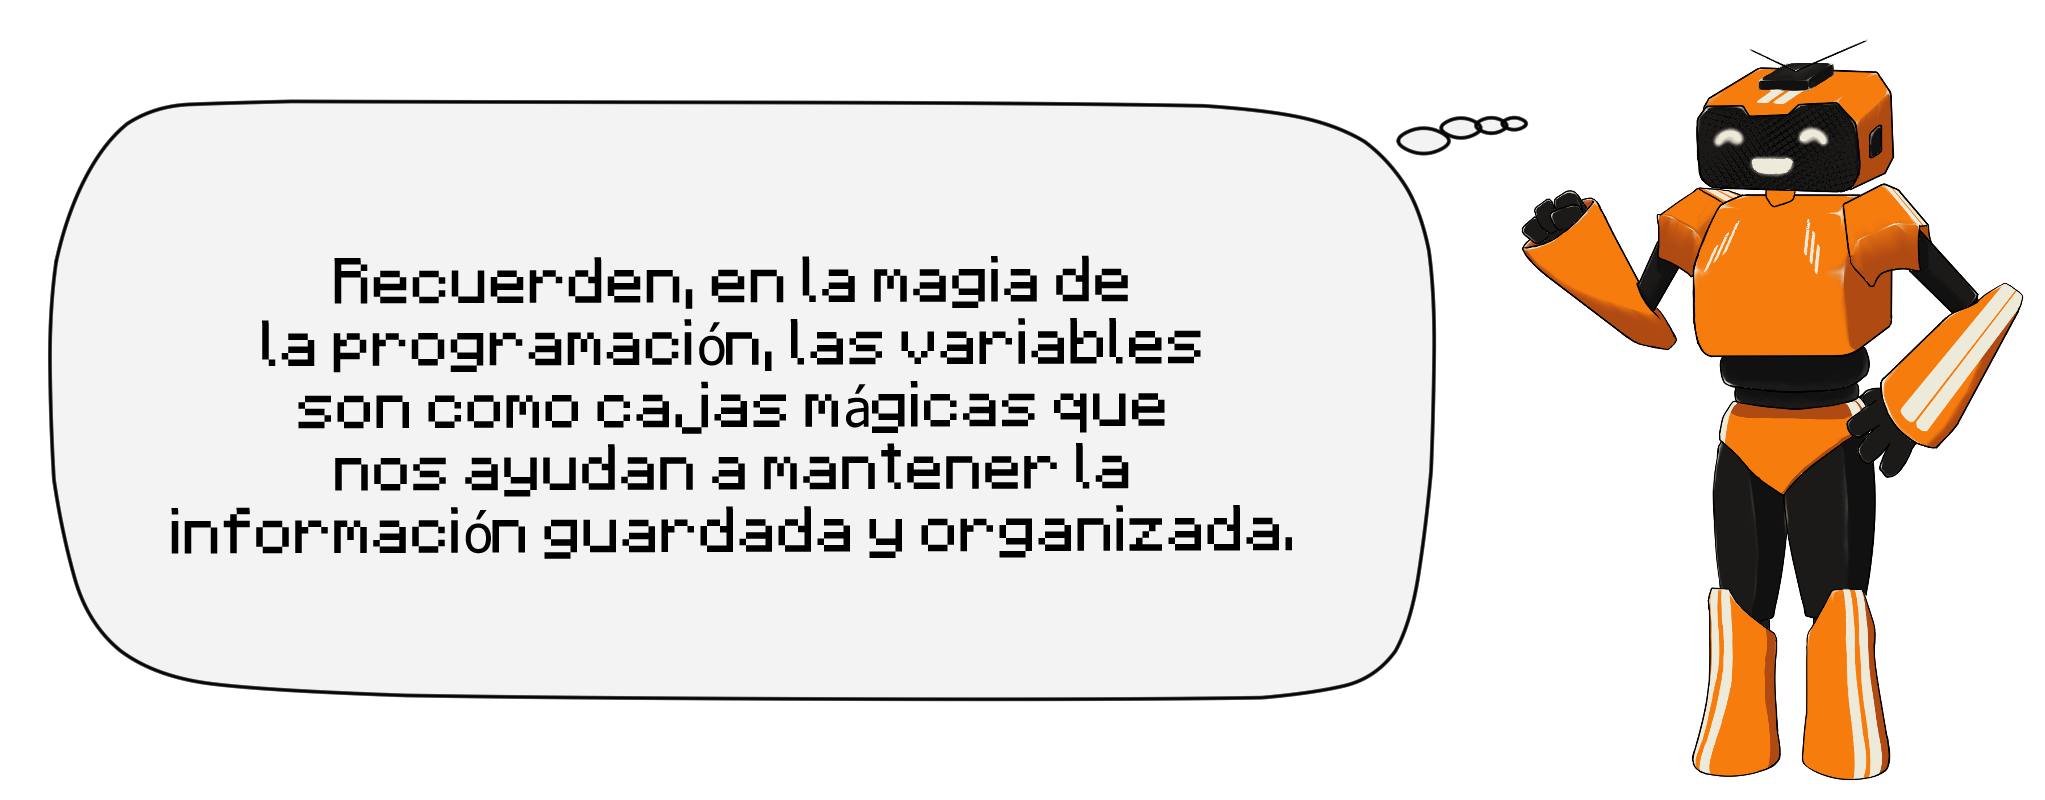 Recuerden, en la magia de
la programación, las variables
son como cajas mágicas que
nos ayudan a mantener la
información guardada y organizada.